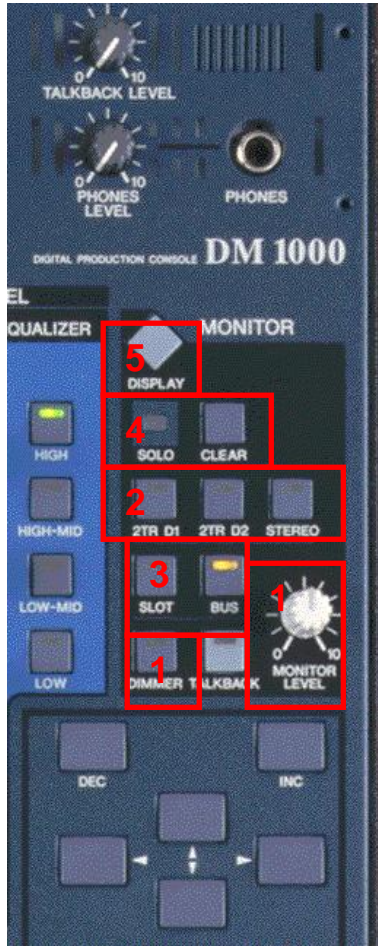 0 10
TALKBACK LEVEL
0 10
PHONES
LEVEL
PHONES
DIGITAL PRODUCTION CONSOLE DM 1000
EL
QUALIZER
MONITOR
5
DISPLAY
HIGH
4
SOLO CLEAR
HIGH-MID
2
2TR D1 2TR D2 STEREO
LOW-MID
3
SLOT BUS
1
0 10
MONITOR
LEVEL
LOW
1
DIMMER TALKBACK
DEC INC